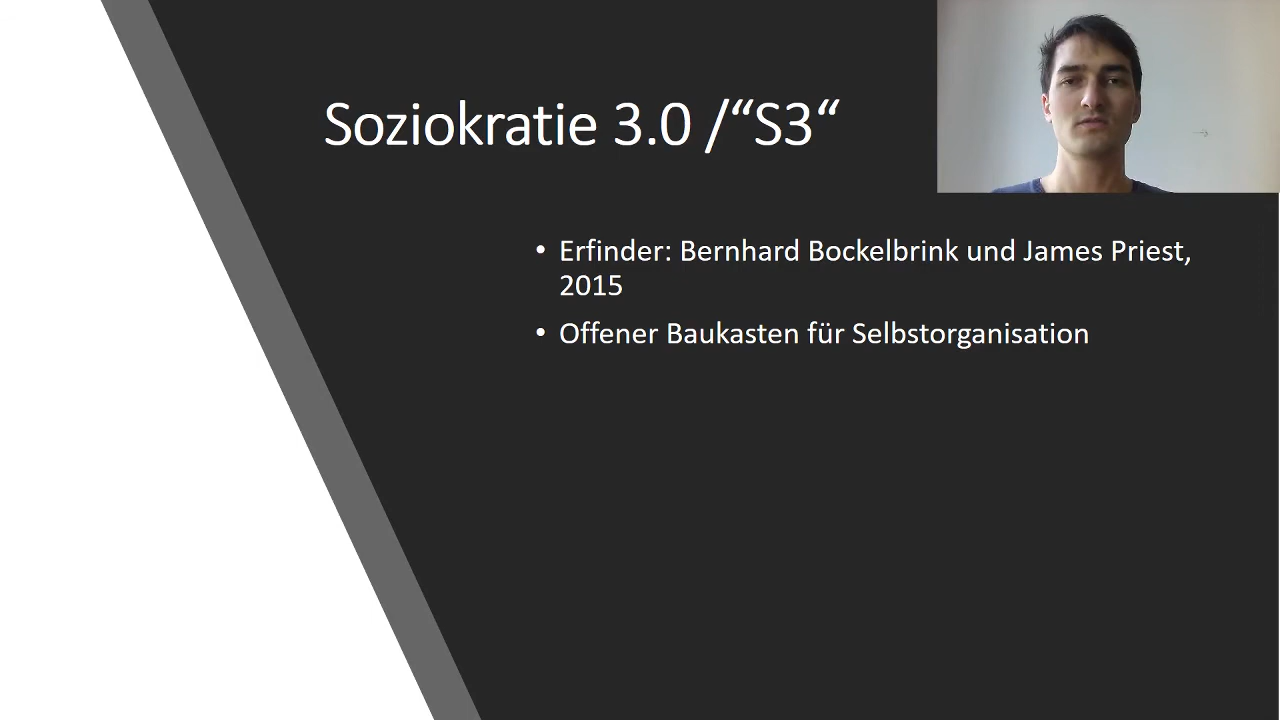 Soziokratie 3.0 /“S3“
• Erfinder: Bernhard Bockelbrink und James Priest,
2015
• Offener Baukasten für Selbstorganisation